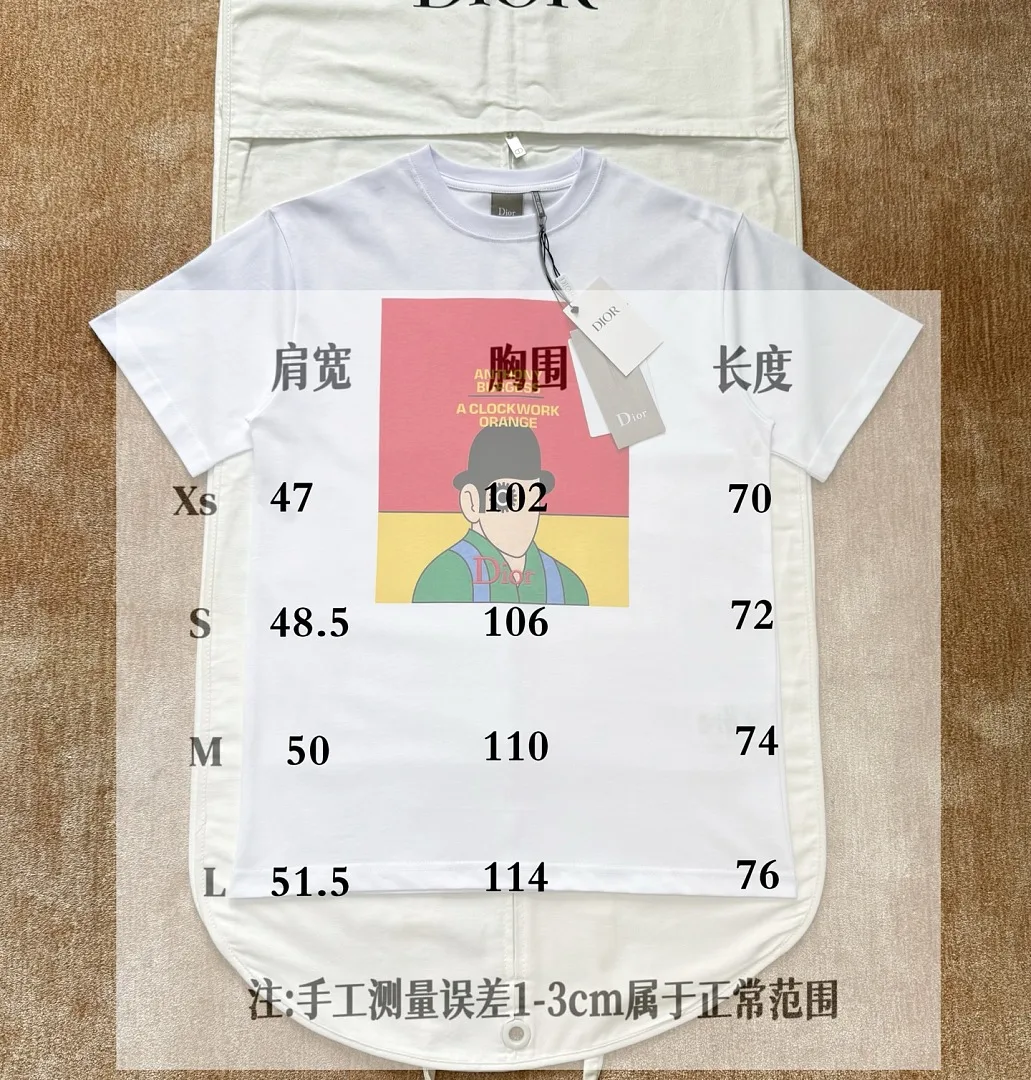 DIOR
Dior
DIOR
Dior
肩宽 胸围 长度
ANTHONY
BURGESS
A CLOCKWORK
ORANGE
Xs 47 102 70
Dior
S 48.5 106 72
M 50 110 74
L 51.5 114 76
注:手工测量误差1-3cm属于正常范围